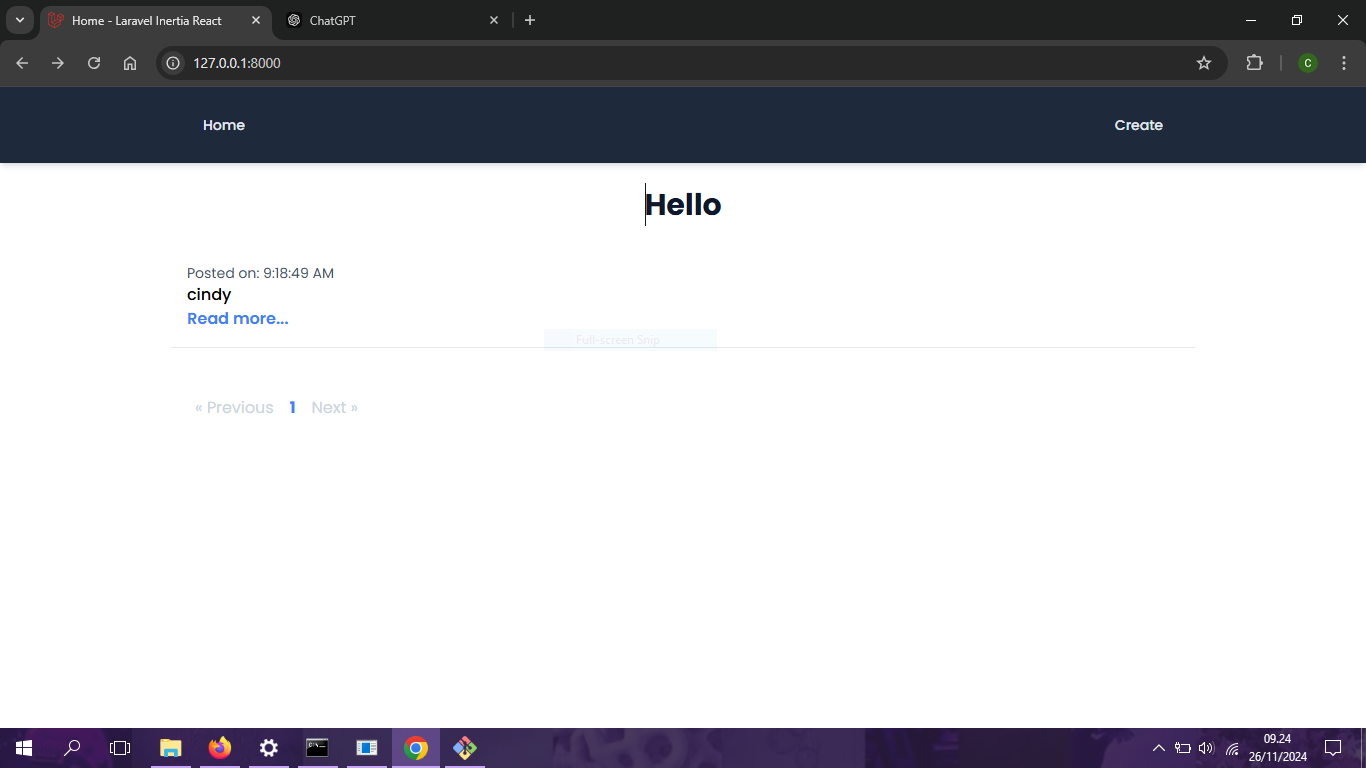 Home - Laravel Inertia React
ChatGPT
127.0.0.1:8000
C
Home
Create
Hello
Posted on: 9:18:49 AM
cindy
Read more...
Full-screen Snip
« Previous 1 Next »
09.24
26/11/2024